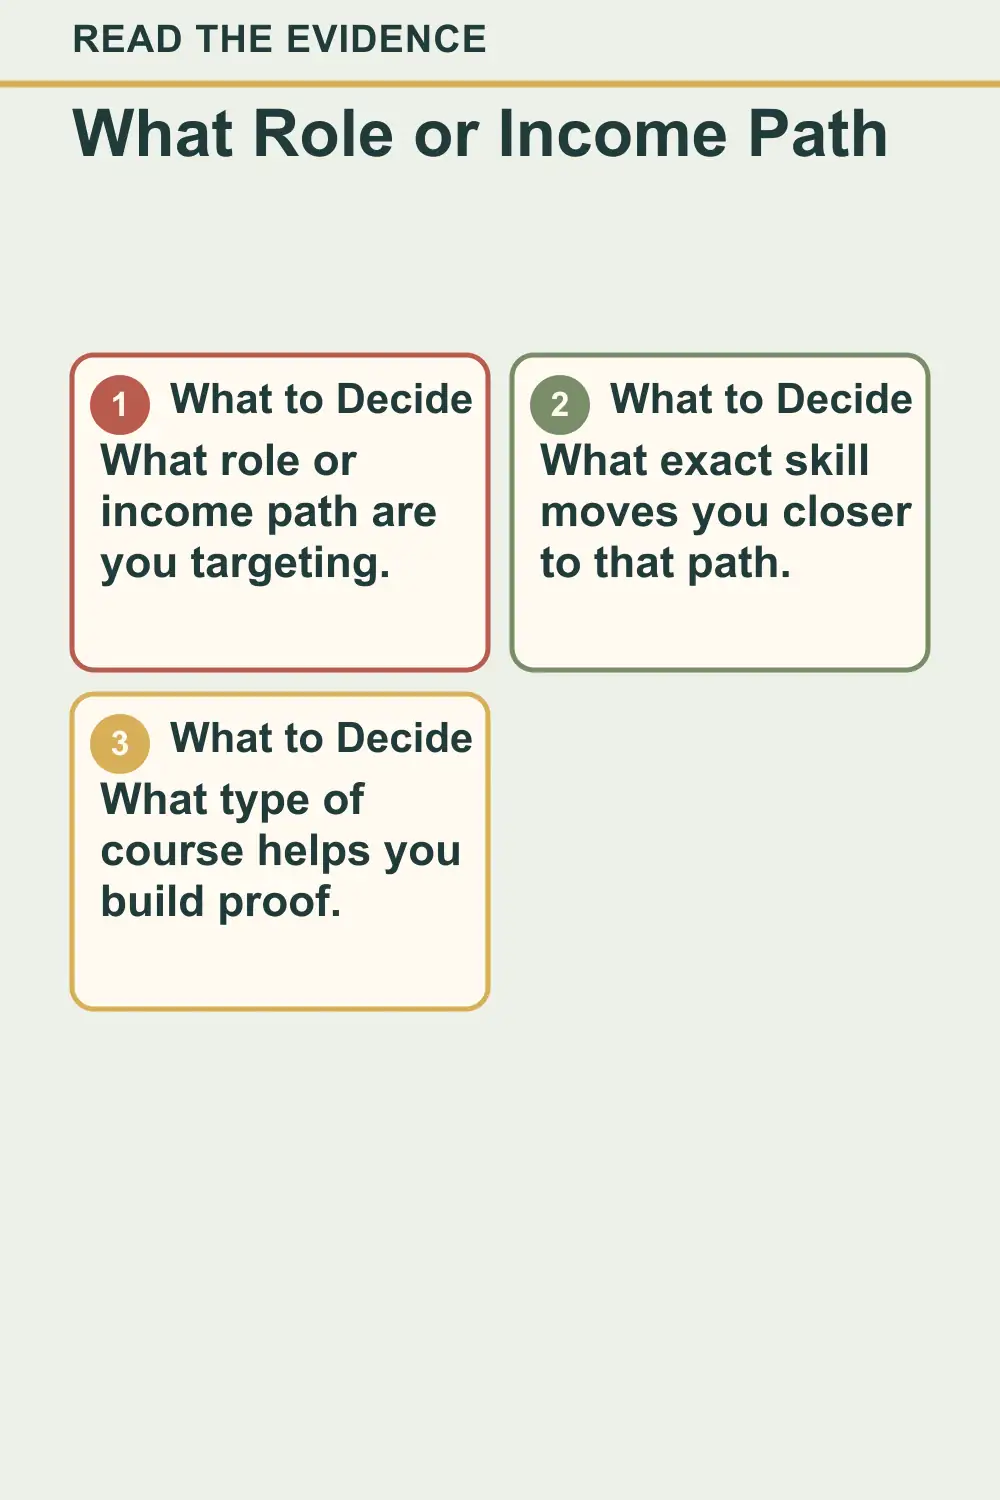 READ THE EVIDENCE
What Role or Income Path
1 What to Decide
What role or
income path are
you targeting.
2 What to Decide
What exact skill
moves you closer
to that path.
3 What to Decide
What type of
course helps you
build proof.